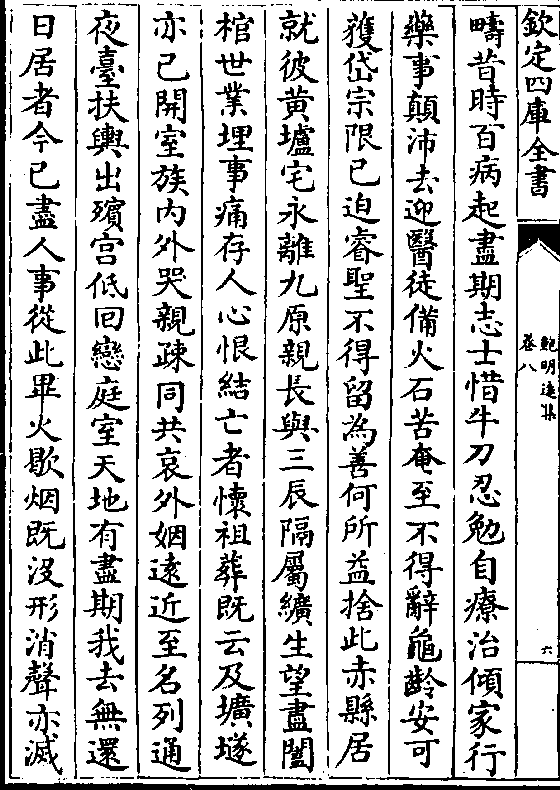 欽定四庫全書
鮑明遠集
卷八
六
疇昔時百病起盡期志士惜牛刀忍勉自療治傾家行
藥事顛沛去迎醫徒備火石苦奄至不得辭龜齡安可
獲岱宗限已迫睿聖不得留為善何所益捨此赤縣居
就彼黃壚宅永離九原親長與三辰隔屬纊生望盡闔
棺世業埋事痛存人心恨結亡者懷祖葬既云及壙墜
亦已開室族內外哭親疎同共哀外姻遠近至名列通
夜臺扶輿出殯宮低回戀庭室天地有盡期我去無還
日居者今已盡人事從此畢火歇烟既沒形消聲亦滅